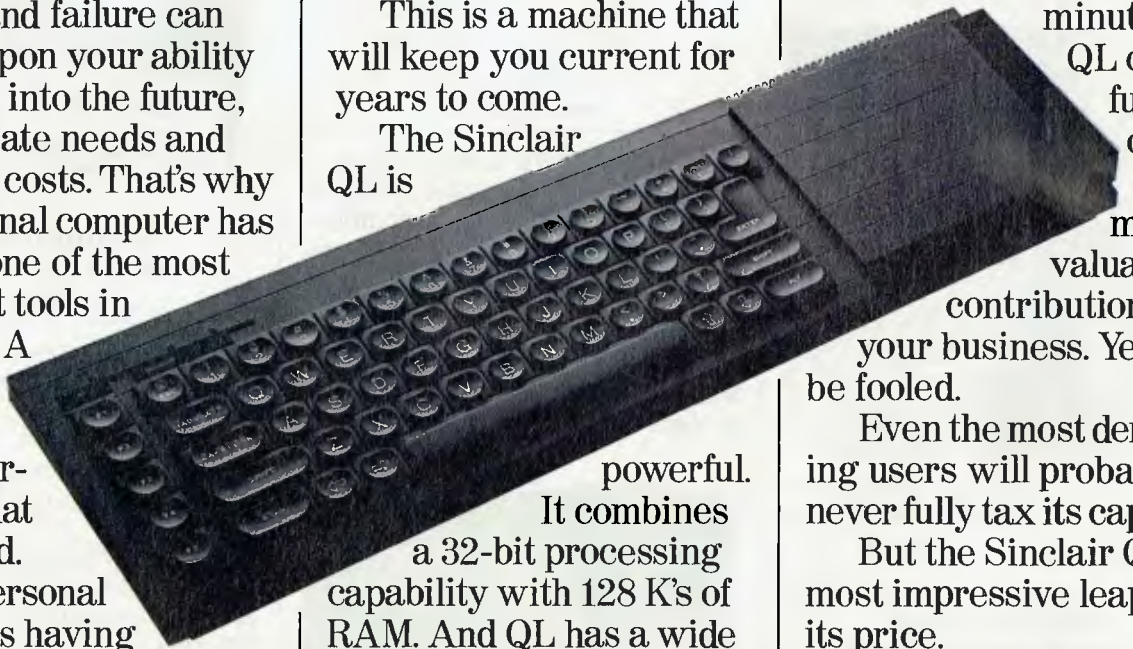 and failure can
upon your ability
into the future,
ate needs and
costs. That's why
nal computer has
one of the most
t tools in
A
r-
at
d.
ersonal
s having
This is a machine that
will keep you current for
years to come.
The Sinclair
QL is
powerful.
It combines
a 32-bit processing
capability with 128 K's of
RAM. And QL has a wide
minut
QL
fu
m
valua
contribution
your business. Ye
be fooled.
Even the most de
ing users will proba
never fully tax its cap
But the Sinclair
most impressive leap
its price.